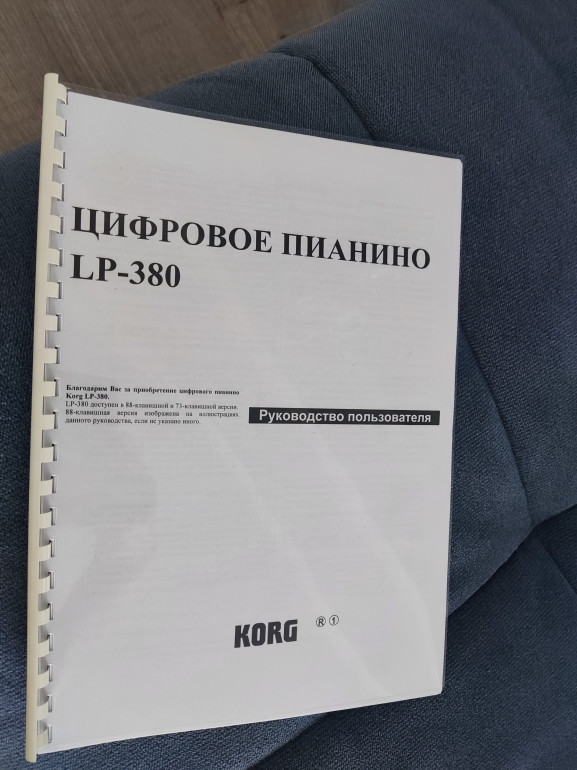 ЦИФРОВОЕ ПИАНИНО
LP-380
Благодарим Вас за приобретение цифрового пианино
Korg LP-380.
LP-380 доступен в 88-клавишной и 73-клавишной версии.
88-клавишная версия изображена на иллюстрациях
данного руководства, если не указано иного.
Руководство пользователя
KORG ® ①